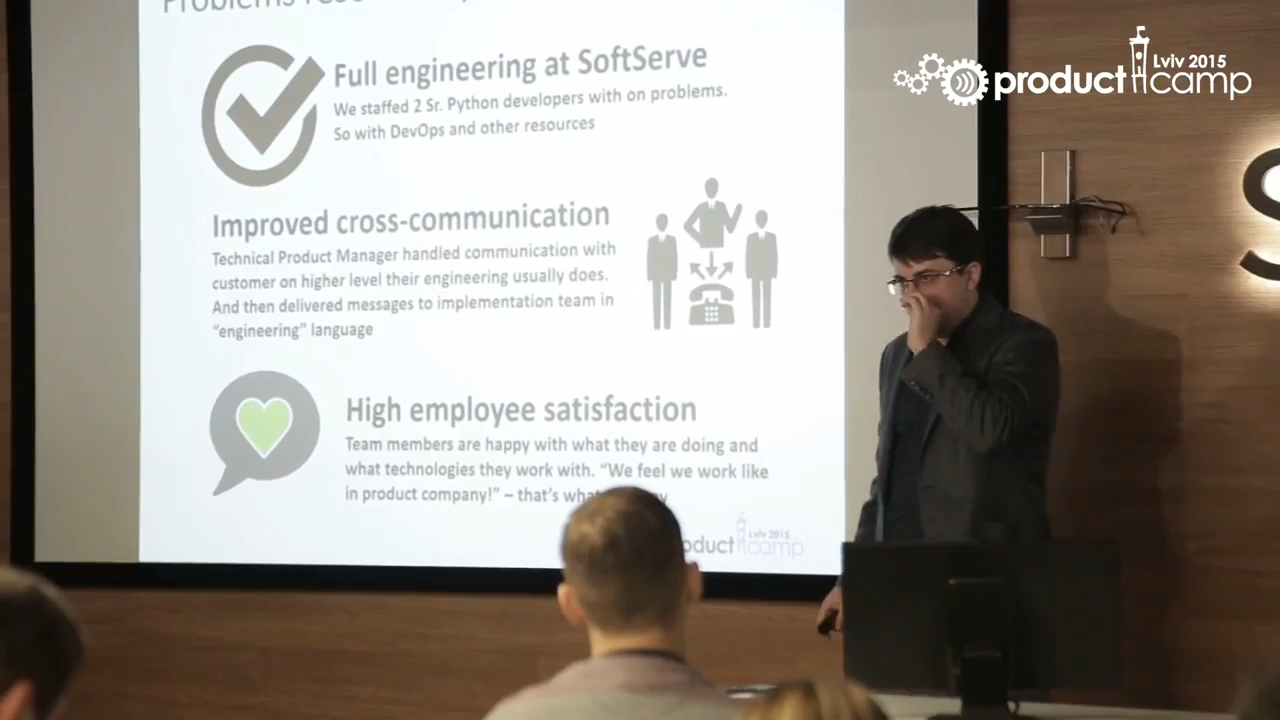 Full engineering at SoftServe
We staffed 2 Sr. Python developers with on problems.
So with DevOps and other resources
Improved cross-communication
Technical Product Manager handled communication with
customer on higher level their engineering usually does.
And then delivered messages to implementation team in
“engineering” language
High employee satisfaction
Team members are happy with what they are doing and
what technologies they work with. “We feel we work like
in product company!” – that’s
Lviv 2015
camp
Lviv 2015
product camp
S